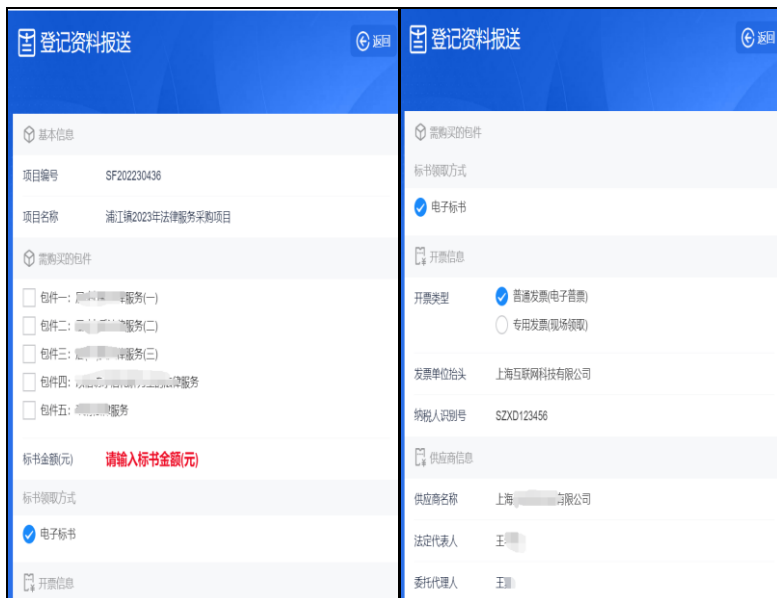 登记资料报送
返回
基本信息
项目编号 SF202230436
项目名称 浦江镇2023年法律服务采购项目
需购买的包件
包件一: 律服务(一)
包件二: 服务(二)
包件三: 律服务(三)
包件四: 法律服务
包件五: 律服务
标书金额(元) 请输入标书金额(元)
标书领取方式
电子标书
开票信息
登记资料报送
返回
需购买的包件
标书领取方式
电子标书
开票信息
开票类型 普通发票(电子普票)
专用发票(现场领取)
发票单位抬头 上海互联网科技有限公司
纳税人识别号 SZXD123456
供应商信息
供应商名称 上海 有限公司
法定代表人 王
委托代理人 王